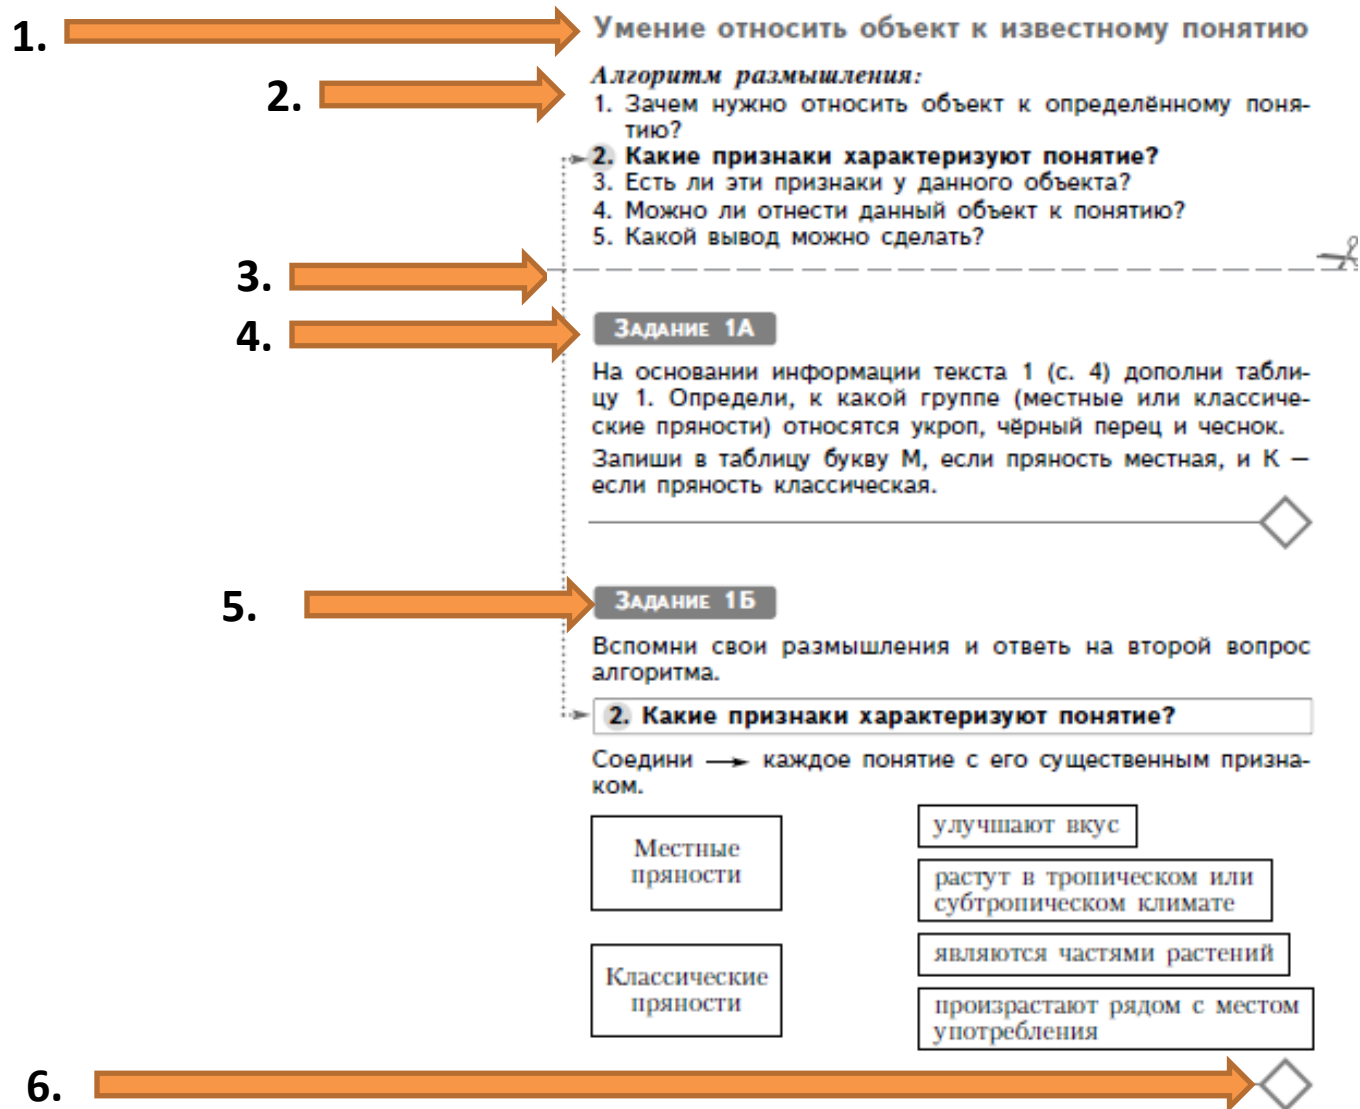 1.
Умение относить объект к известному понятию
2.
Алгоритм размышления:
1. Зачем нужно относить объект к определённому поня-
тию?
2. Какие признаки характеризуют понятие?
3. Есть ли эти признаки у данного объекта?
4. Можно ли отнести данный объект к понятию?
5. Какой вывод можно сделать?
3.
4.
Задание 1А
На основании информации текста 1 (с. 4) дополни табли-
цу 1. Определи, к какой группе (местные или классиче-
ские пряности) относятся укроп, чёрный перец и чеснок.
Запиши в таблицу букву М, если пряность местная, и К —
если пряность классическая.
5.
Задание 1Б
Вспомни свои размышления и ответь на второй вопрос
алгоритма.
2. Какие признаки характеризуют понятие?
Соедини → каждое понятие с его существенным призна-
ком.
Местные
пряности
Классические
пряности
улучшают вкус
растут в тропическом или
субтропическом климате
являются частями растений
произрастают рядом с местом
употребления
6.